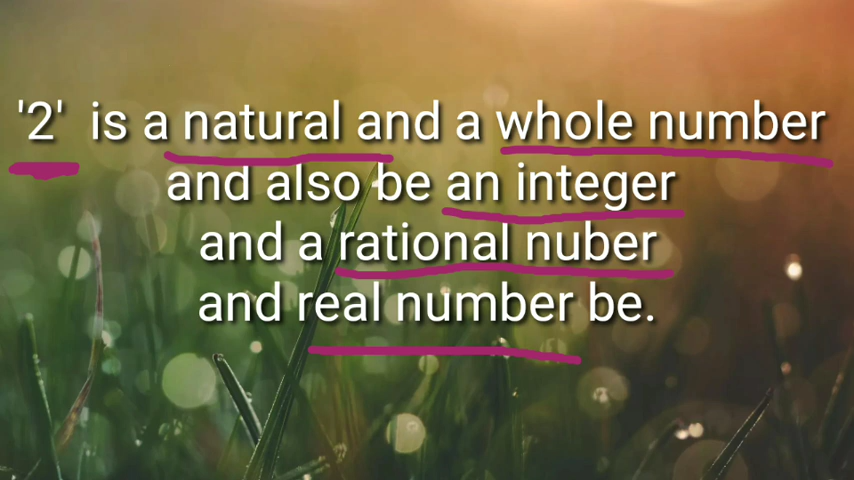 '2' is a natural and a whole number
and also be an integer
and a rational nuber
and real number be.